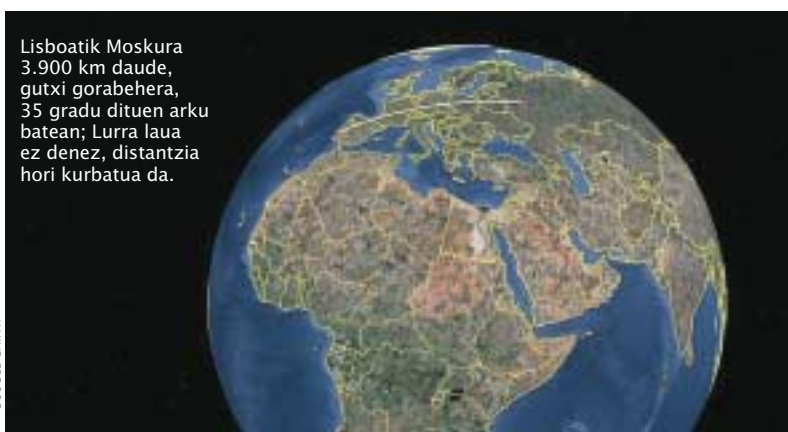 Lisboatik Moskura
3.900 km daude,
gutxi gorabehera,
35 gradu dituen arku
batean; Lurra laua
ez denez, distantzia
hori kurbatua da.